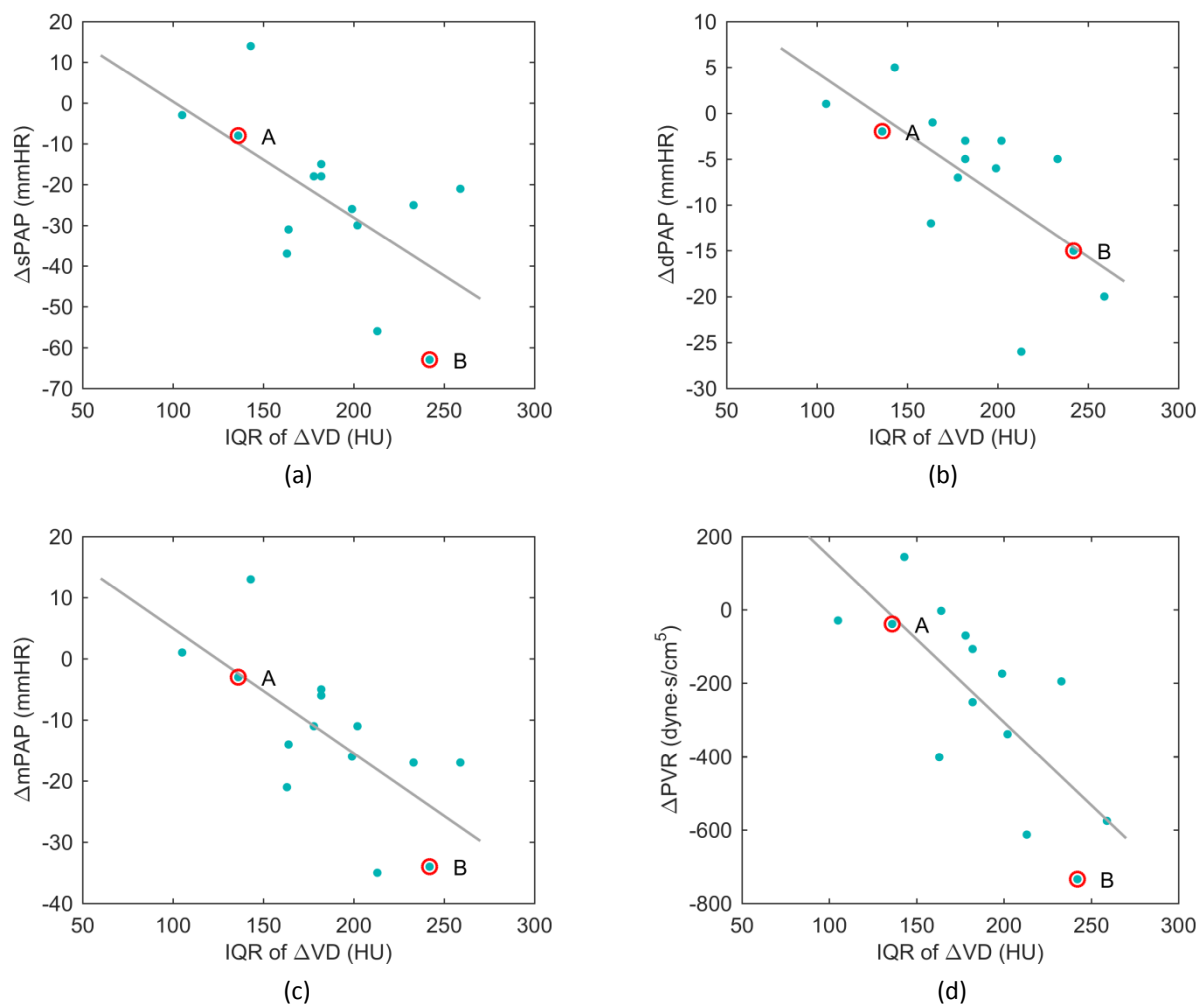 20
10
0
-10
-20
-30
-40
-50
-60
-70
ΔsPAP (mmHR)
A
B
50 100 150 200 250 300
IQR of ΔVD (HU)
(a)
10
5
0
-5
-10
-15
-20
-25
-30
ΔdPAP (mmHR)
A
B
50 100 150 200 250 300
IQR of ΔVD (HU)
(b)
20
10
0
-10
-20
-30
-40
ΔmPAP (mmHR)
A
B
50 100 150 200 250 300
IQR of ΔVD (HU)
(c)
200
0
-200
-400
-600
-800
ΔPVR (dyne·s/cm⁵)
A
B
50 100 150 200 250 300
IQR of ΔVD (HU)
(d)